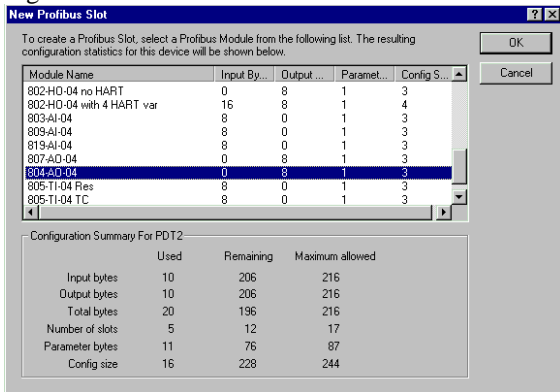 New Profibus Slot
To create a Profibus Slot, select a Profibus Module from the following list. The resulting
configuration statistics for this device will be shown below.
OK
Cancel
Module Name Input By... Output ... Paramet... Config S...
802-HO-04 no HART 0 8 1 3
802-HO-04 with 4 HART var 16 8 1 4
803-AI-04 8 0 1 3
809-AI-04 8 0 1 3
819-AI-04 8 0 1 3
807-AO-04 0 8 1 3
804-AO-04 0 8 1 3
805-TI-04 Res 8 0 1 3
805-TI-04 TC 8 0 1 3
Configuration Summary For PDT2
Used Remaining Maximum allowed
Input bytes 10 206 216
Output bytes 10 206 216
Total bytes 20 196 216
Number of slots 5 12 17
Parameter bytes 11 76 87
Config size 16 228 244